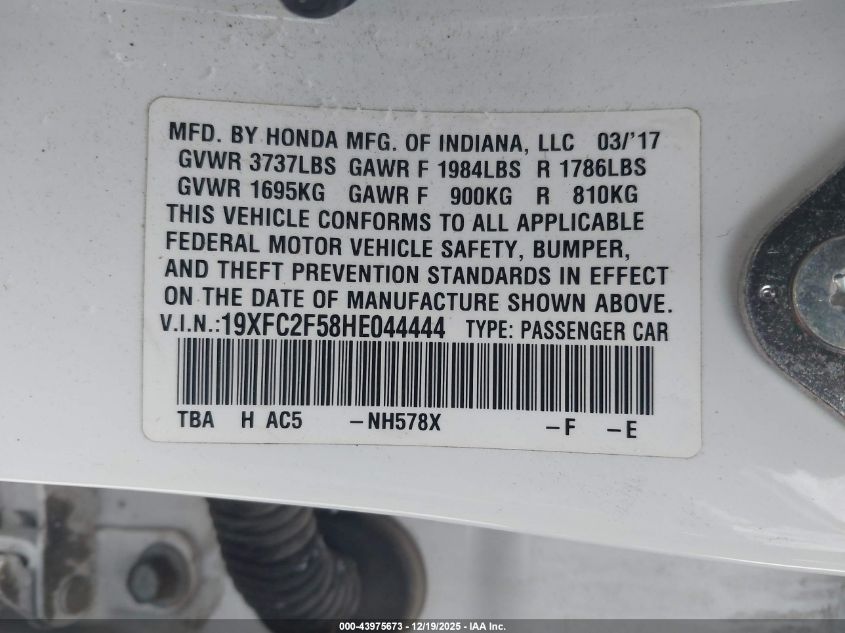 MFD. BY HONDA MFG. OF INDIANA, LLC 03/'17
GVWR 3737LBS GAWR F 1984LBS R 1786LBS
GVWR 1695KG GAWR F 900KG R 810KG
THIS VEHICLE CONFORMS TO ALL APPLICABLE
FEDERAL MOTOR VEHICLE SAFETY, BUMPER,
AND THEFT PREVENTION STANDARDS IN EFFECT
ON THE DATE OF MANUFACTURE SHOWN ABOVE.
V.I.N.:19XFC2F58HE044444 TYPE: PASSENGER CAR
TBA H AC5 -NH578X -F -E
000-43975673 - 12/19/2025 - IAA Inc.